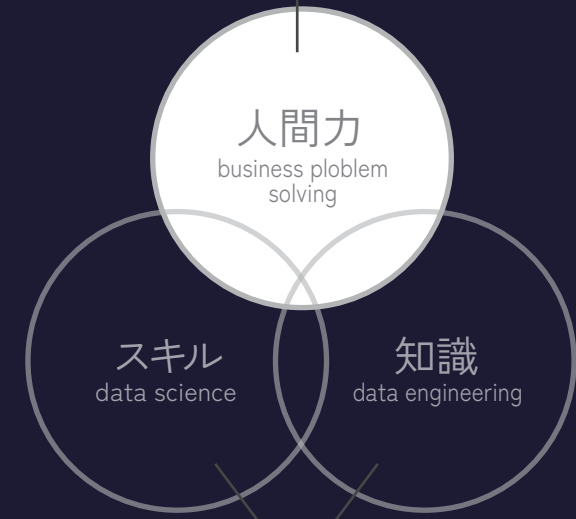 人間力
business ploblem
solving
スキル
data science
知識
data engineering